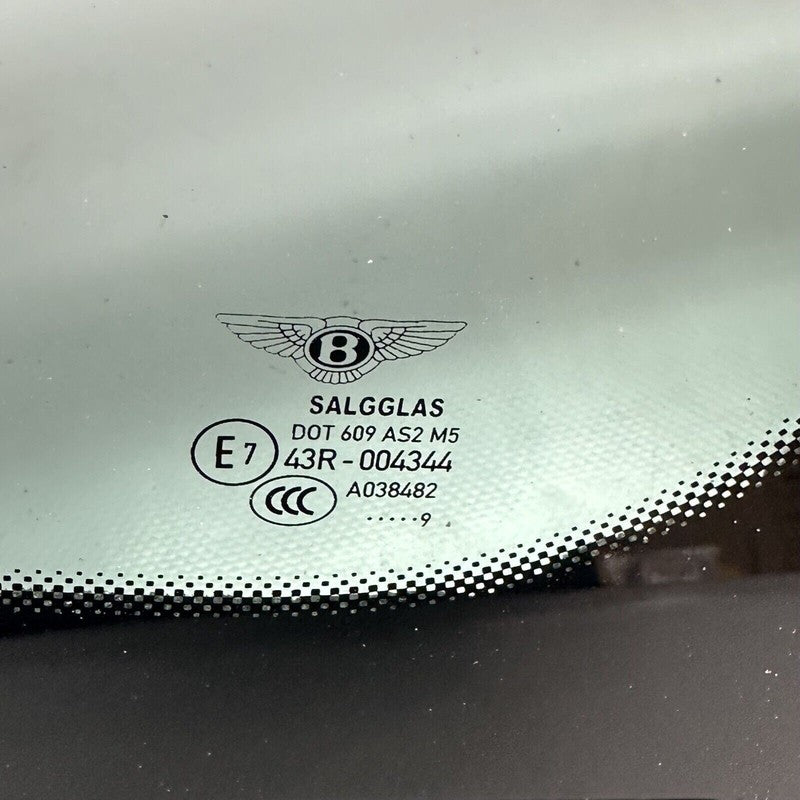 B
SALGGLAS
DOT 609 AS2 M5
E7 43R-004344
CCC A038482
.....9